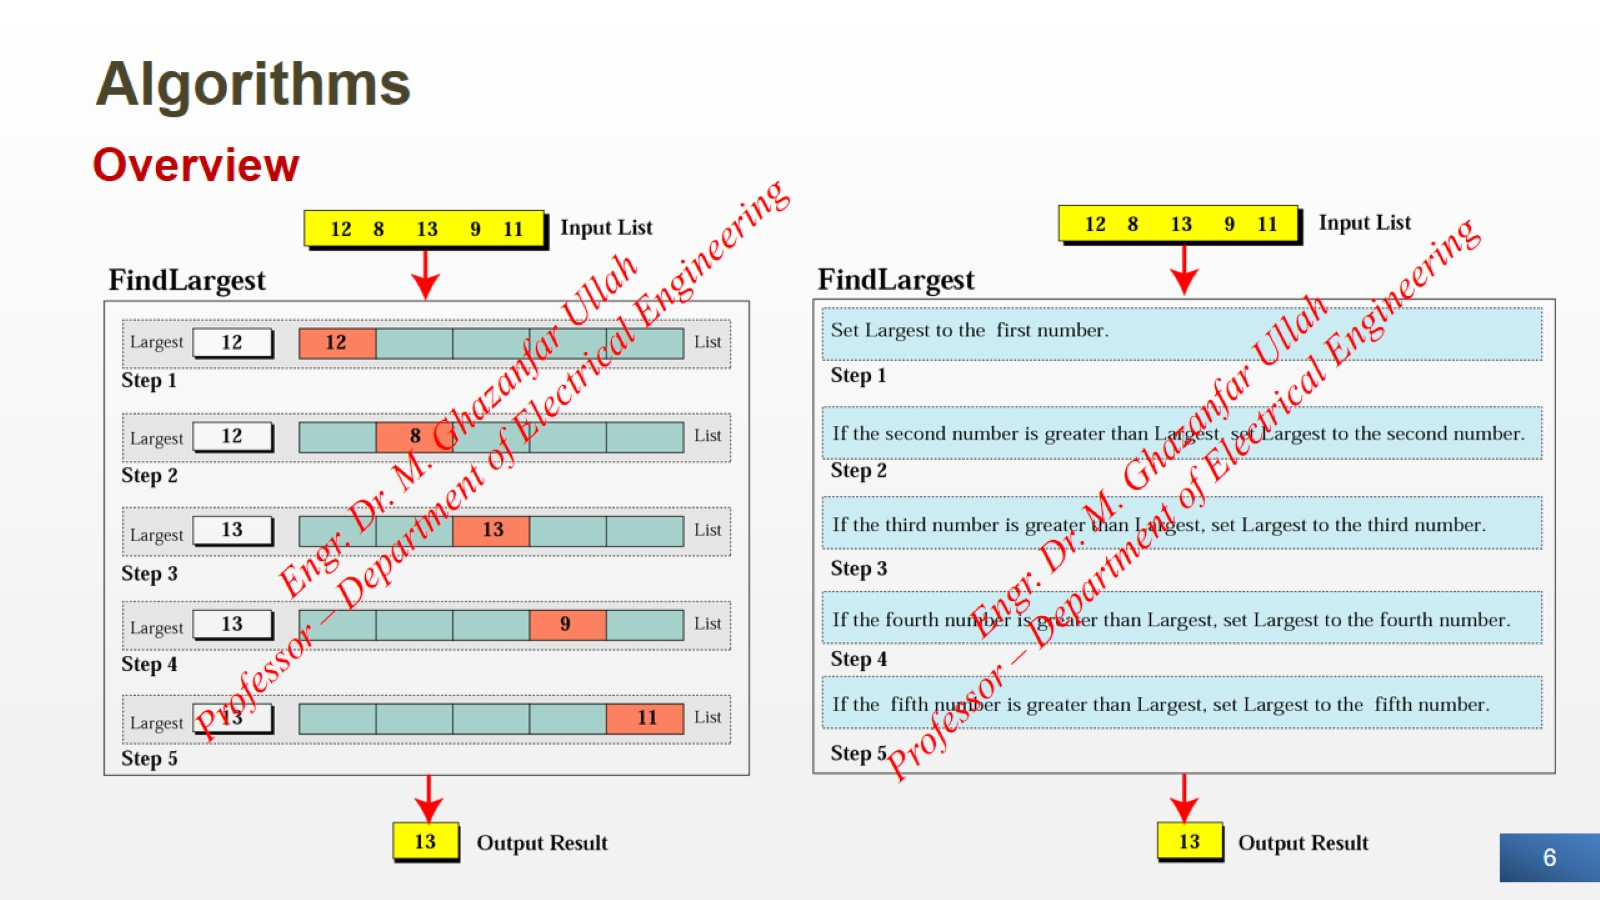 Algorithms
Overview
12 8 13 9 11 Input List
FindLargest
Largest 12 12 List
Step 1
Largest 12 8 List
Step 2
Largest 13 13 List
Step 3
Largest 13 9 List
Step 4
Largest 13 11 List
Step 5
13 Output Result
Engr. Dr. M. Ghazanfar Ullah
Professor – Department of Electrical Engineering
12 8 13 9 11 Input List
FindLargest
Set Largest to the first number.
Step 1
If the second number is greater than Largest, set Largest to the second number.
Step 2
If the third number is greater than Largest, set Largest to the third number.
Step 3
If the fourth number is greater than Largest, set Largest to the fourth number.
Step 4
If the fifth number is greater than Largest, set Largest to the fifth number.
Step 5
13 Output Result
Engr. Dr. M. Ghazanfar Ullah
Professor – Department of Electrical Engineering
6